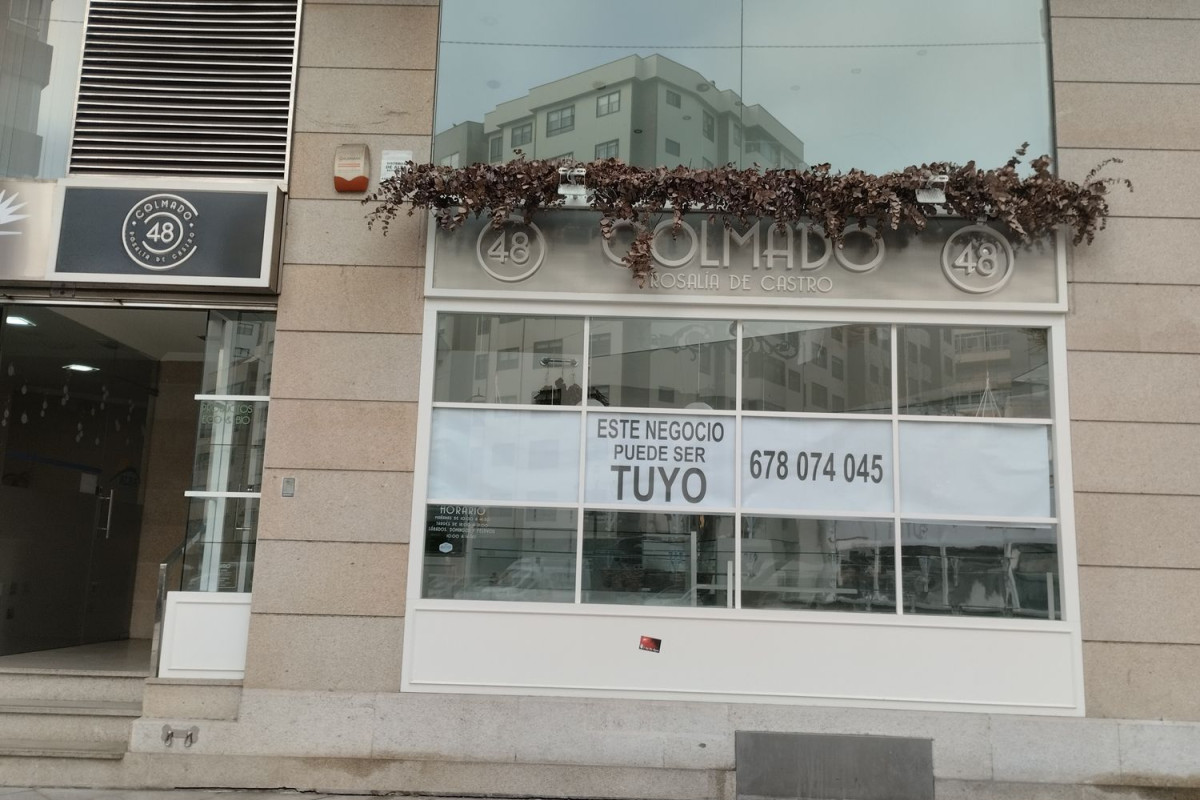 COLMADO
48
ROSALÍA DE CASTRO
48
COLMADO
48
ROSALÍA DE CASTRO
ESTE NEGOCIO
PUEDE SER
TUYO
678 074 045
HORARIO